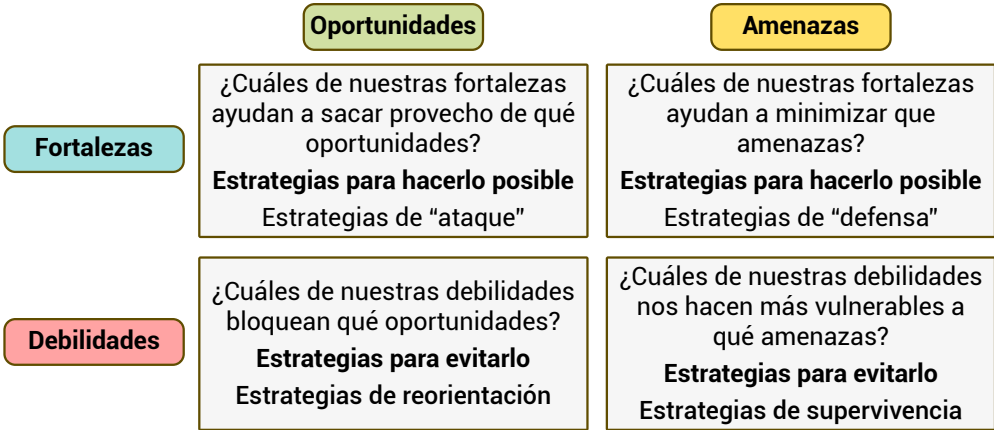 Oportunidades
Amenazas
Fortalezas
¿Cuáles de nuestras fortalezas
ayudan a sacar provecho de qué
oportunidades?
Estrategias para hacerlo posible
Estrategias de “ataque”
¿Cuáles de nuestras fortalezas
ayudan a minimizar que
amenazas?
Estrategias para hacerlo posible
Estrategias de “defensa”
Debilidades
¿Cuáles de nuestras debilidades
bloquean qué oportunidades?
Estrategias para evitarlo
Estrategias de reorientación
¿Cuáles de nuestras debilidades
nos hacen más vulnerables a
qué amenazas?
Estrategias para evitarlo
Estrategias de supervivencia